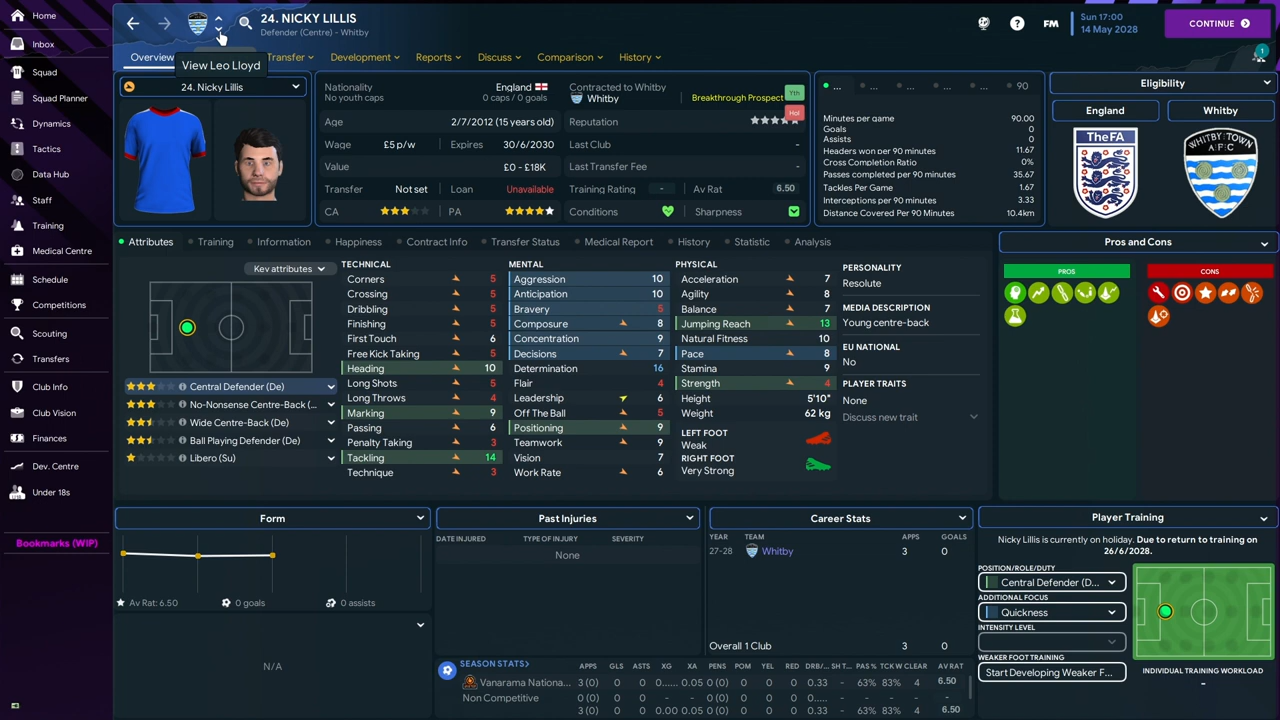 Home
Inbox
Squad
Squad Planner
Dynamics
Tactics
Data Hub
Staff
Training
Medical Centre
Schedule
Competitions
Scouting
Transfers
Club Info
Club Vision
Finances
Dev. Centre
Under 18s
Bookmarks (WIP)
24. NICKY LILLIS
Defender (Centre) - Whitby
FM
Sun 17:00
14 May 2028
CONTINUE
Overview
Transfer
Development
Reports
Discuss
Comparison
History
View Leo Lloyd
1
24. Nicky Lillis
Nationality England
No youth caps 0 caps / 0 goals
Age 2/7/2012 (15 years old)
Wage £5 p/w Expires 30/6/2030
Value £0 - £18K
Transfer Not set Loan Unavailable
CA PA
Contracted to Whitby
Whitby Breakthrough Prospect
Yth
Hol
Reputation
Last Club -
Last Transfer Fee -
Training Rating - Av Rat 6.50
Conditions Sharpness
... ... ... ... ... ... 90
Minutes per game 90.00
Goals 0
Assists 0
Headers won per 90 minutes 11.67
Cross Completion Ratio 0%
Passes completed per 90 minutes 35.67
Tackles Per Game 1.67
Interceptions per 90 minutes 3.33
Distance Covered Per 90 Minutes 10.4km
Eligibility
England Whitby
TheFA
WHITBY TOWN
A.F.C.
Attributes Training Information Happiness Contract Info Transfer Status Medical Report History Statistic Analysis
Key attributes
Central Defender (De)
No-Nonsense Centre-Back (...
Wide Centre-Back (De)
Ball Playing Defender (De)
Libero (Su)
TECHNICAL
Corners 5
Crossing 5
Dribbling 5
Finishing 5
First Touch 6
Free Kick Taking 5
Heading 10
Long Shots 5
Long Throws 4
Marking 9
Passing 6
Penalty Taking 3
Tackling 14
Technique 3
MENTAL
Aggression 10
Anticipation 10
Bravery 5
Composure 8
Concentration 9
Decisions 7
Determination 16
Flair 4
Leadership 6
Off The Ball 5
Positioning 9
Teamwork 9
Vision 7
Work Rate 6
PHYSICAL
Acceleration 7
Agility 8
Balance 7
Jumping Reach 13
Natural Fitness 10
Pace 8
Stamina 9
Strength 4
Height 5'10"
Weight 62 kg
LEFT FOOT
Weak
RIGHT FOOT
Very Strong
PERSONALITY
Resolute
MEDIA DESCRIPTION
Young centre-back
EU NATIONAL
No
PLAYER TRAITS
None
Discuss new trait
Pros and Cons
PROS CONS
Form
Av Rat: 6.50 0 goals 0 assists
N/A
Past Injuries
DATE INJURED TYPE OF INJURY SEVERITY
None
Career Stats
YEAR TEAM APPS GOALS
27-28 Whitby 3 0
Overall 1 Club 3 0
SEASON STATS> APPS GLS ASTS XG XA PENS POM YEL RED DRB/... SH T... PAS % TCK W CLEAR AV RAT
Vanarama Nationa... 3 (0) 0 0 0..... 0.05 0 (0) 0 0 0 0.33 - 63% 83% 4 6.50
Non Competitive - - - - - - - - - 0..... - - - - -
3 (0) 0 0 0.00 0.05 0 (0) 0 0 0 0.33 - 63% 83% 4 6.50
Player Training
Nicky Lillis is currently on holiday. Due to return to training on
26/6/2028.
POSITION/ROLE/DUTY
Central Defender (D...
ADDITIONAL FOCUS
Quickness
INTENSITY LEVEL
WEAKER FOOT TRAINING
Start Developing Weaker F...
INDIVIDUAL TRAINING WORKLOAD
-